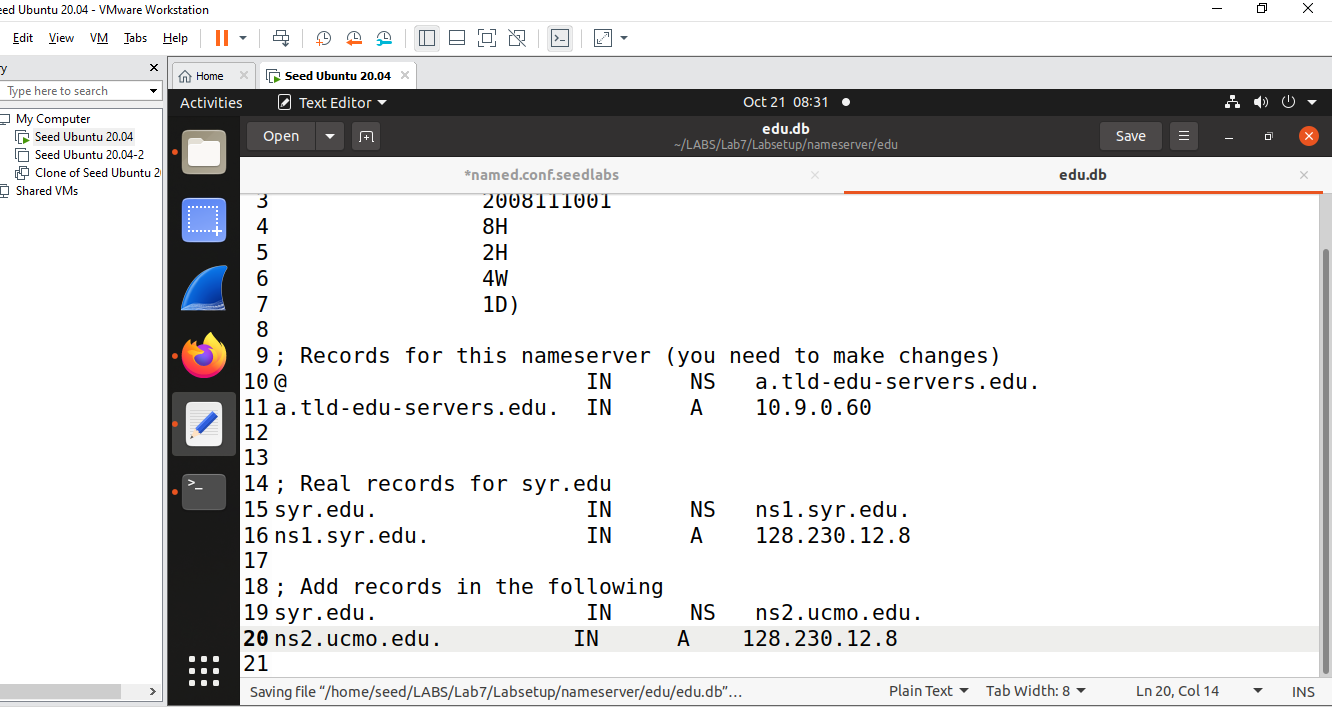 eed Ubuntu 20.04 - VMware Workstation
Edit View VM Tabs Help
y
Type here to search
My Computer
Seed Ubuntu 20.04
Seed Ubuntu 20.04-2
Clone of Seed Ubuntu 2
Shared VMs
Home
Seed Ubuntu 20.04
Activities Text Editor Oct 21 08:31
Open edu.db Save
~/LABS/Lab7/Labsetup/nameserver/edu
*named.conf.seedlabs edu.db
3 2008111001
4 8H
5 2H
6 4W
7 1D)
8
9 ; Records for this nameserver (you need to make changes)
10 @ IN NS a.tld-edu-servers.edu.
11 a.tld-edu-servers.edu. IN A 10.9.0.60
12
13
14 ; Real records for syr.edu
15 syr.edu. IN NS ns1.syr.edu.
16 ns1.syr.edu. IN A 128.230.12.8
17
18 ; Add records in the following
19 syr.edu. IN NS ns2.ucmo.edu.
20 ns2.ucmo.edu. IN A 128.230.12.8
21
Saving file “/home/seed/LABS/Lab7/Labsetup/nameserver/edu/edu.db”… Plain Text Tab Width: 8 Ln 20, Col 14 INS